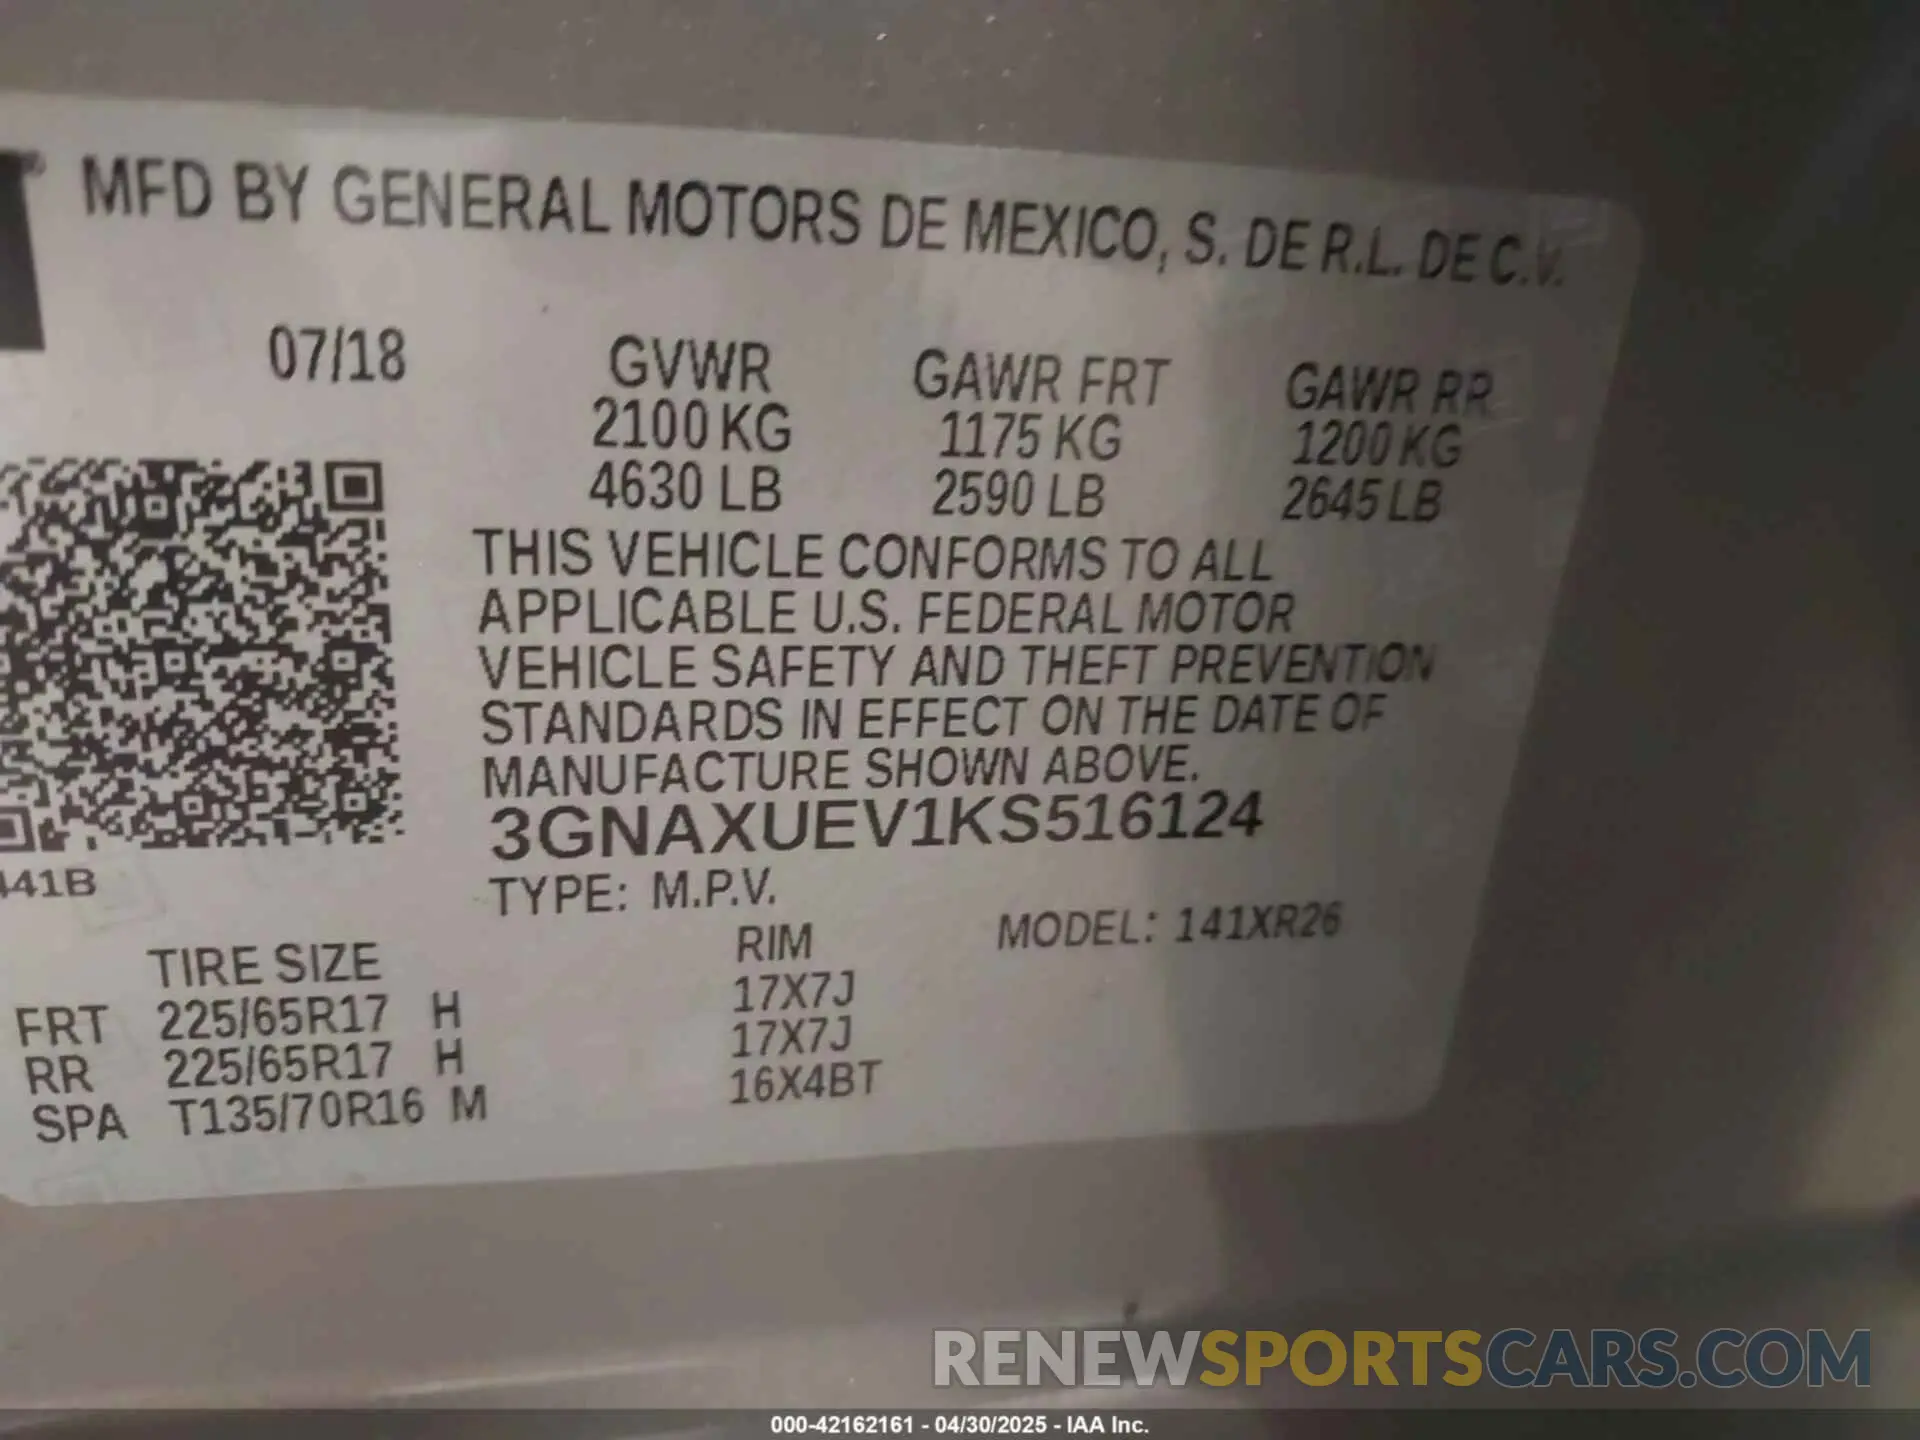 MFD BY GENERAL MOTORS DE MEXICO, S. DE R.L. DE C.V.
07/18 GVWR GAWR FRT GAWR RR
2100 KG 1175 KG 1200 KG
4630 LB 2590 LB 2645 LB
THIS VEHICLE CONFORMS TO ALL
APPLICABLE U.S. FEDERAL MOTOR
VEHICLE SAFETY AND THEFT PREVENTION
STANDARDS IN EFFECT ON THE DATE OF
MANUFACTURE SHOWN ABOVE.
3GNAXUEV1KS516124
441B
TYPE: M.P.V.
MODEL: 141XR26
TIRE SIZE RIM
FRT 225/65R17 H 17X7J
RR 225/65R17 H 17X7J
SPA T135/70R16 M 16X4BT
RENEWSPORTSCARS.COM
000-42162161 - 04/30/2025 - IAA Inc.